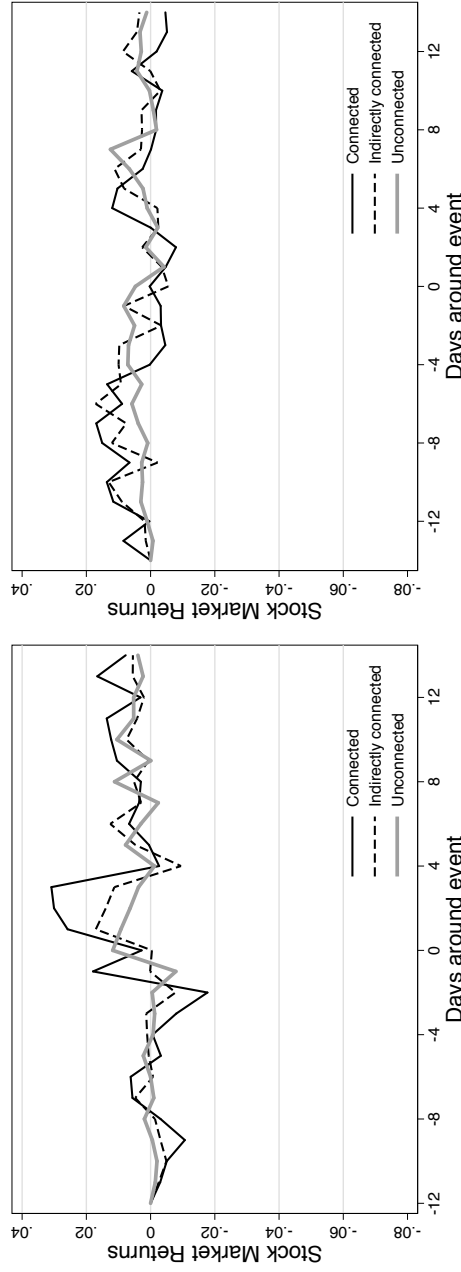 Stock Market Returns
.04
.02
0
-.02
-.04
-.06
-.08
-12
-8
-4
0
4
8
12
Days around event
Connected
Indirectly connected
Unconnected
Stock Market Returns
.04
.02
0
-.02
-.04
-.06
-.08
-12
-8
-4
0
4
8
12
Days around event
Connected
Indirectly connected
Unconnected